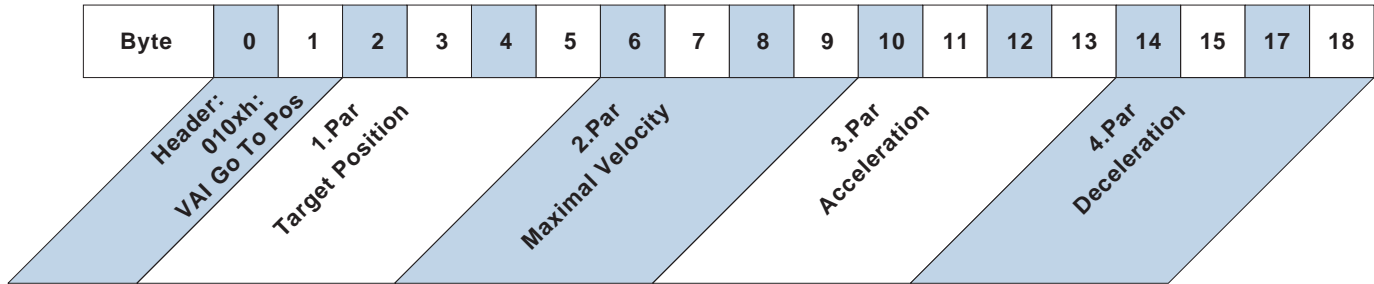 Byte 0 1 2 3 4 5 6 7 8 9 10 11 12 13 14 15 17 18
Header:
010xh:
VAI Go To Pos
1.Par
Target Position
2.Par
Maximal Velocity
3.Par
Acceleration
4.Par
Deceleration